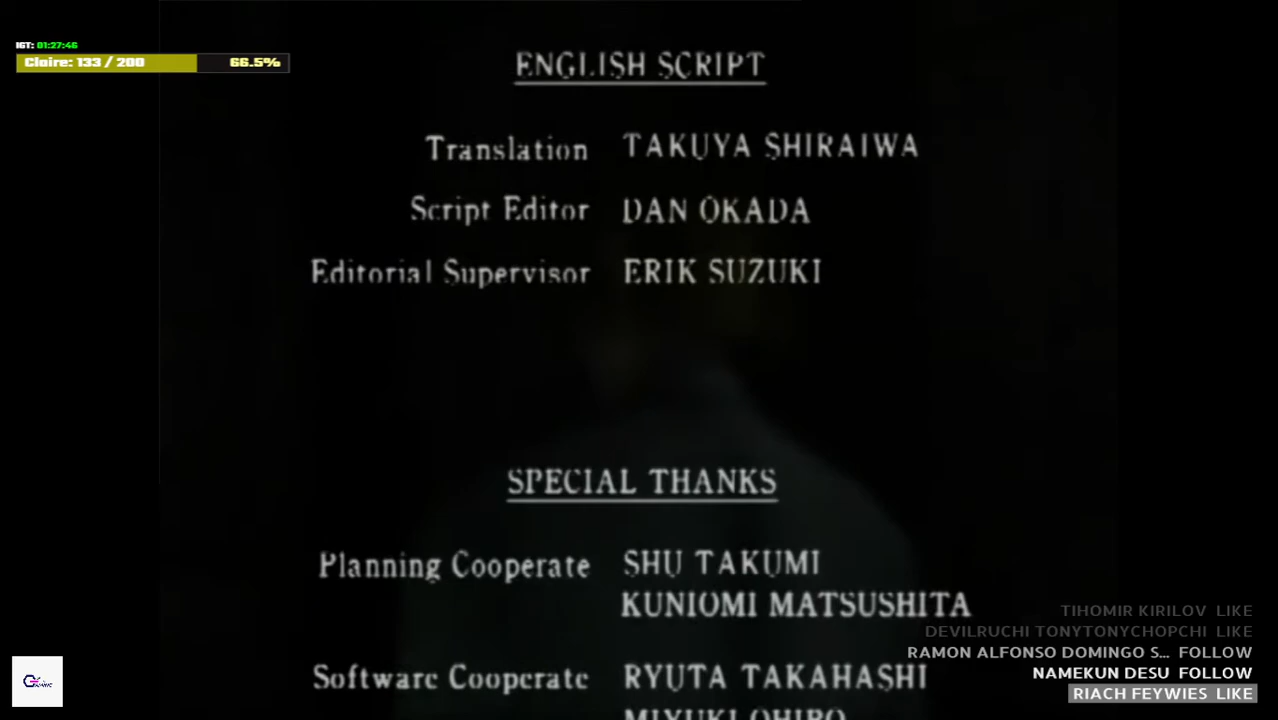 IGT: 01:27:46
Claire: 133 / 200 66.5%
ENGLISH SCRIPT
Translation TAKUYA SHIRAIWA
Script Editor DAN OKADA
Editorial Supervisor ERIK SUZUKI
SPECIAL THANKS
Planning Cooperate SHU TAKUMI
KUNIOMI MATSUSHITA
Software Cooperate RYUTA TAKAHASHI
TIHOMIR KIRILOV LIKE
DEVILRUCHI TONYTONYCHOPCHI LIKE
RAMON ALFONSO DOMINGO S... FOLLOW
NAMEKUN DESU FOLLOW
RIACH FEYWIES LIKE